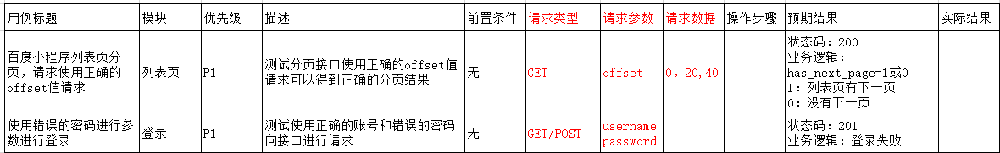 用例标题 模块 优先级 描述 前置条件 请求类型 请求参数 请求数据 操作步骤 预期结果 实际结果
百度小程序列表页分
页，请求使用正确的
offset值请求
列表页
P1
测试分页接口使用正确的offset值
请求可以得到正确的分页结果
无
GET
offset
0，20,40
状态码：200
业务逻辑：
has_next_page=1或0
1：列表页有下一页
0：没有下一页
使用错误的密码进行参
数进行登录
登录
P1
测试使用正确的账号和错误的密码
向接口进行请求
无
GET/POST
username
password
状态码：201
业务逻辑：登录失败